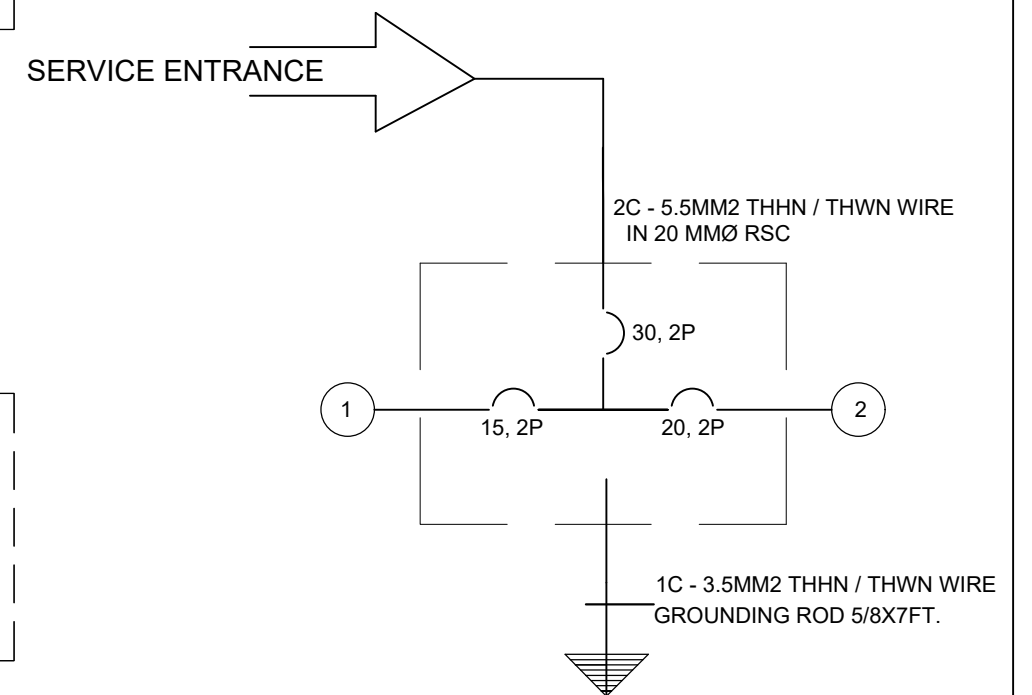 SERVICE ENTRANCE
2C - 5.5MM2 THHN / THWN WIRE
IN 20 MMØ RSC
30, 2P
1
15, 2P
20, 2P
2
1C - 3.5MM2 THHN / THWN WIRE
GROUNDING ROD 5/8X7FT.